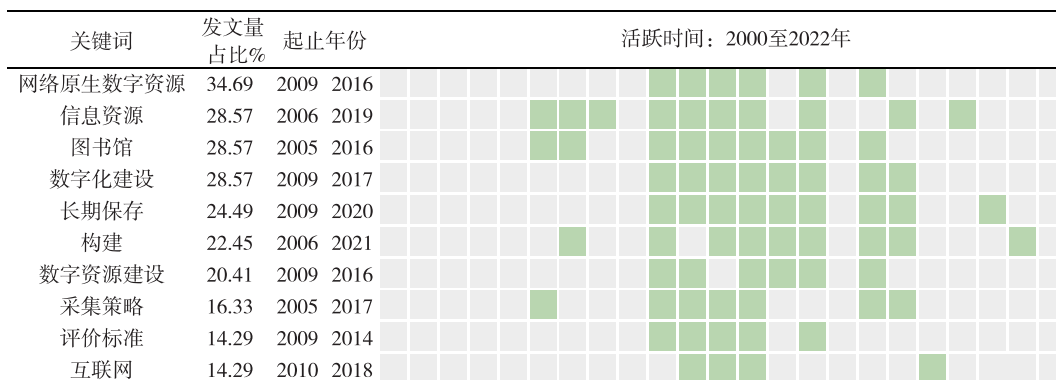 关键词 发文量占比% 起止年份 活跃时间：2000至2022年
网络原生数字资源 34.69 2009 2016
信息资源 28.57 2006 2019
图书馆 28.57 2005 2016
数字化建设 28.57 2009 2017
长期保存 24.49 2009 2020
构建 22.45 2006 2021
数字资源建设 20.41 2009 2016
采集策略 16.33 2005 2017
评价标准 14.29 2009 2014
互联网 14.29 2010 2018